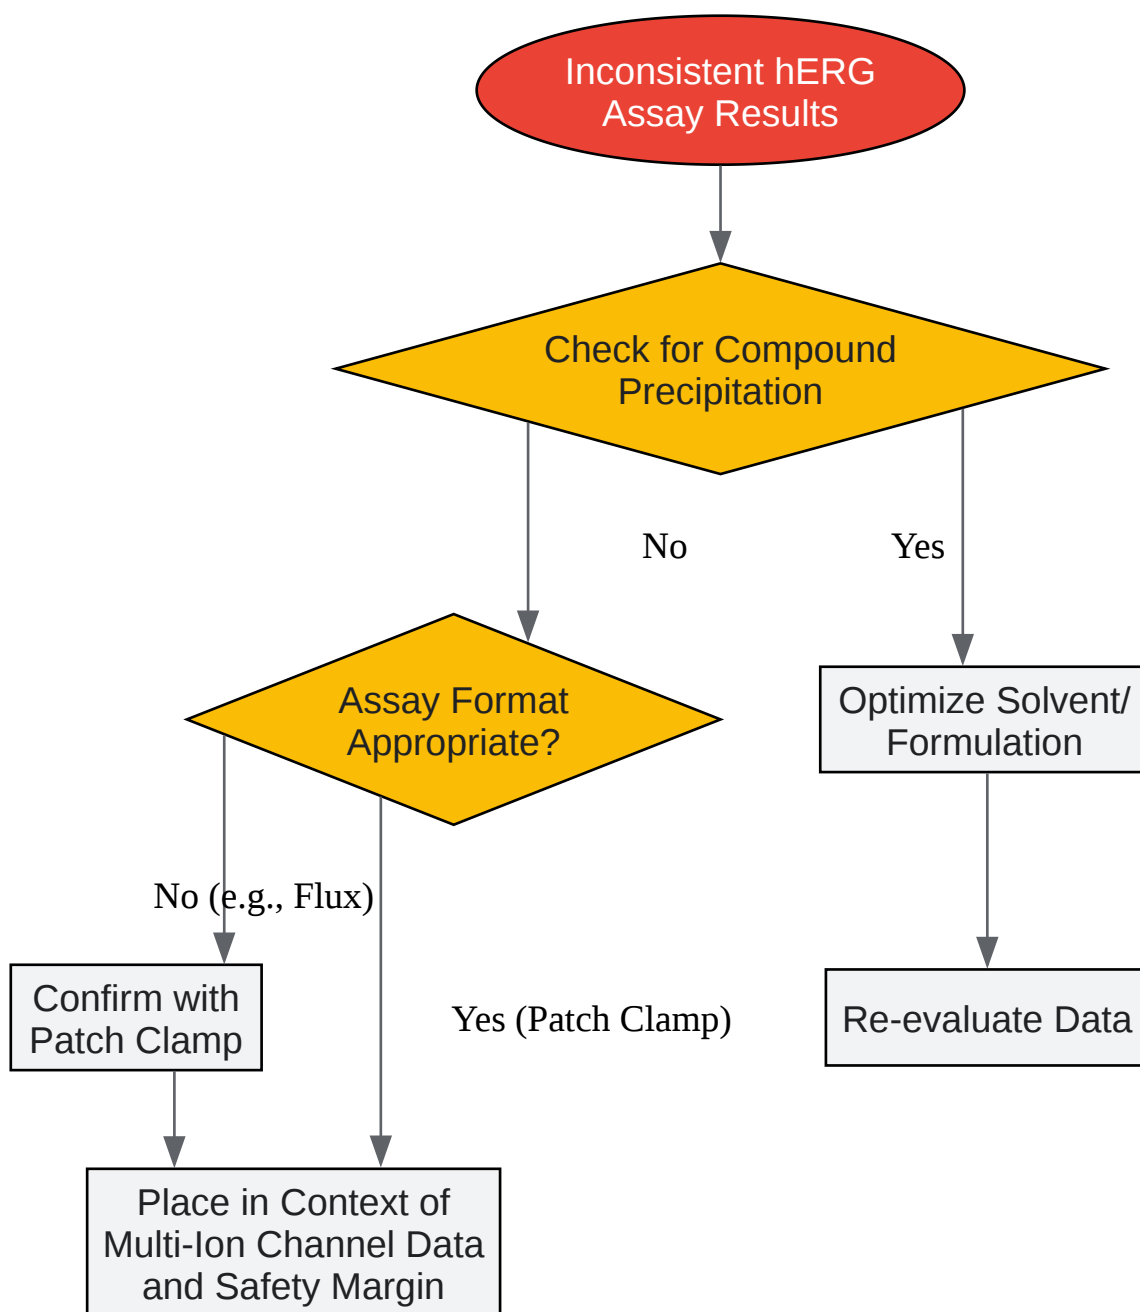 Inconsistent hERG
Assay Results
Check for Compound
Precipitation
No
Yes
Assay Format
Appropriate?
Optimize Solvent/
Formulation
No (e.g., Flux)
Confirm with
Patch Clamp
Yes (Patch Clamp)
Re-evaluate Data
Place in Context of
Multi-Ion Channel Data
and Safety Margin